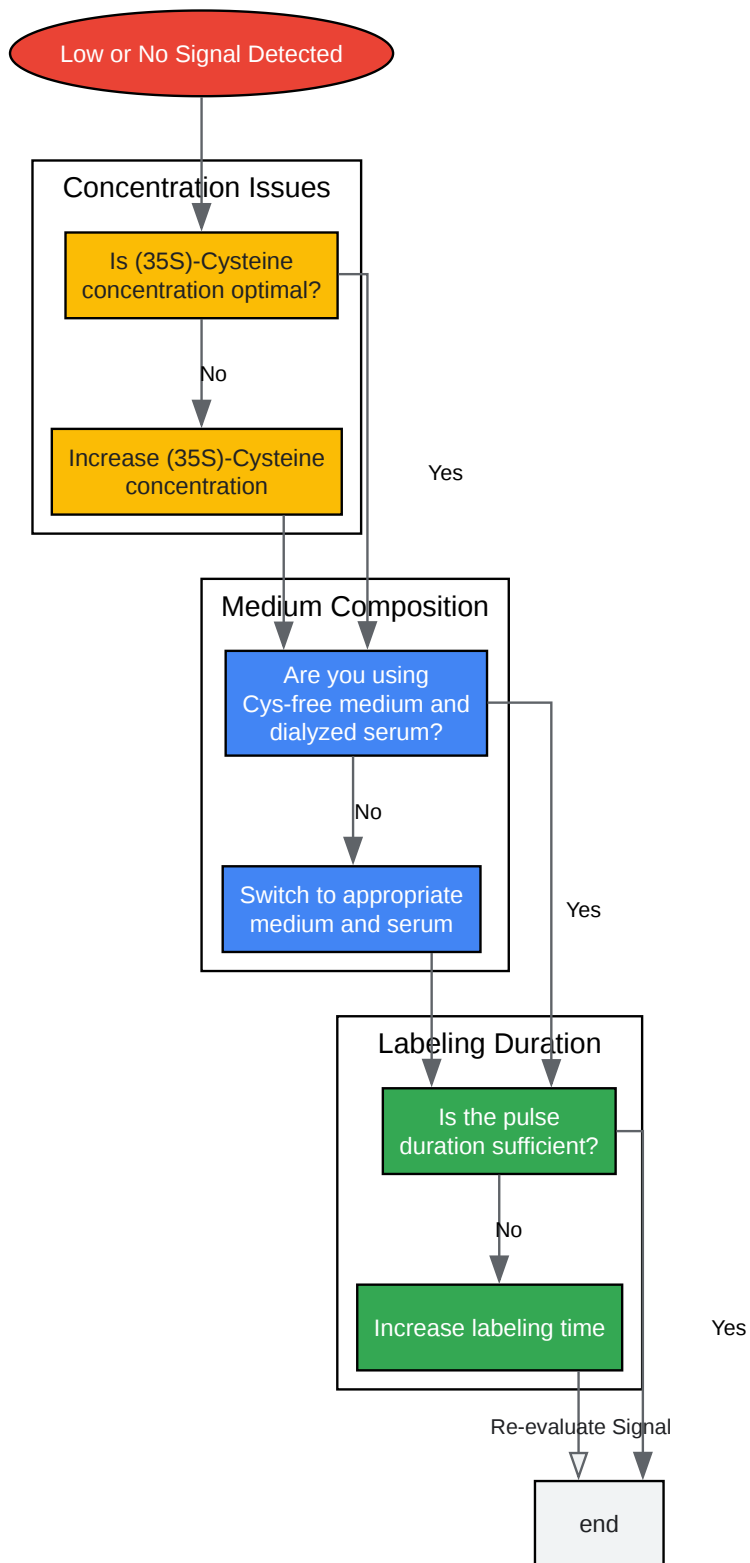 Low or No Signal Detected
Concentration Issues
Is (35S)-Cysteine
concentration optimal?
No
Increase (35S)-Cysteine
concentration
Yes
Medium Composition
Are you using
Cys-free medium and
dialyzed serum?
No
Switch to appropriate
medium and serum
Yes
Labeling Duration
Is the pulse
duration sufficient?
No
Increase labeling time
Yes
Re-evaluate Signal
end